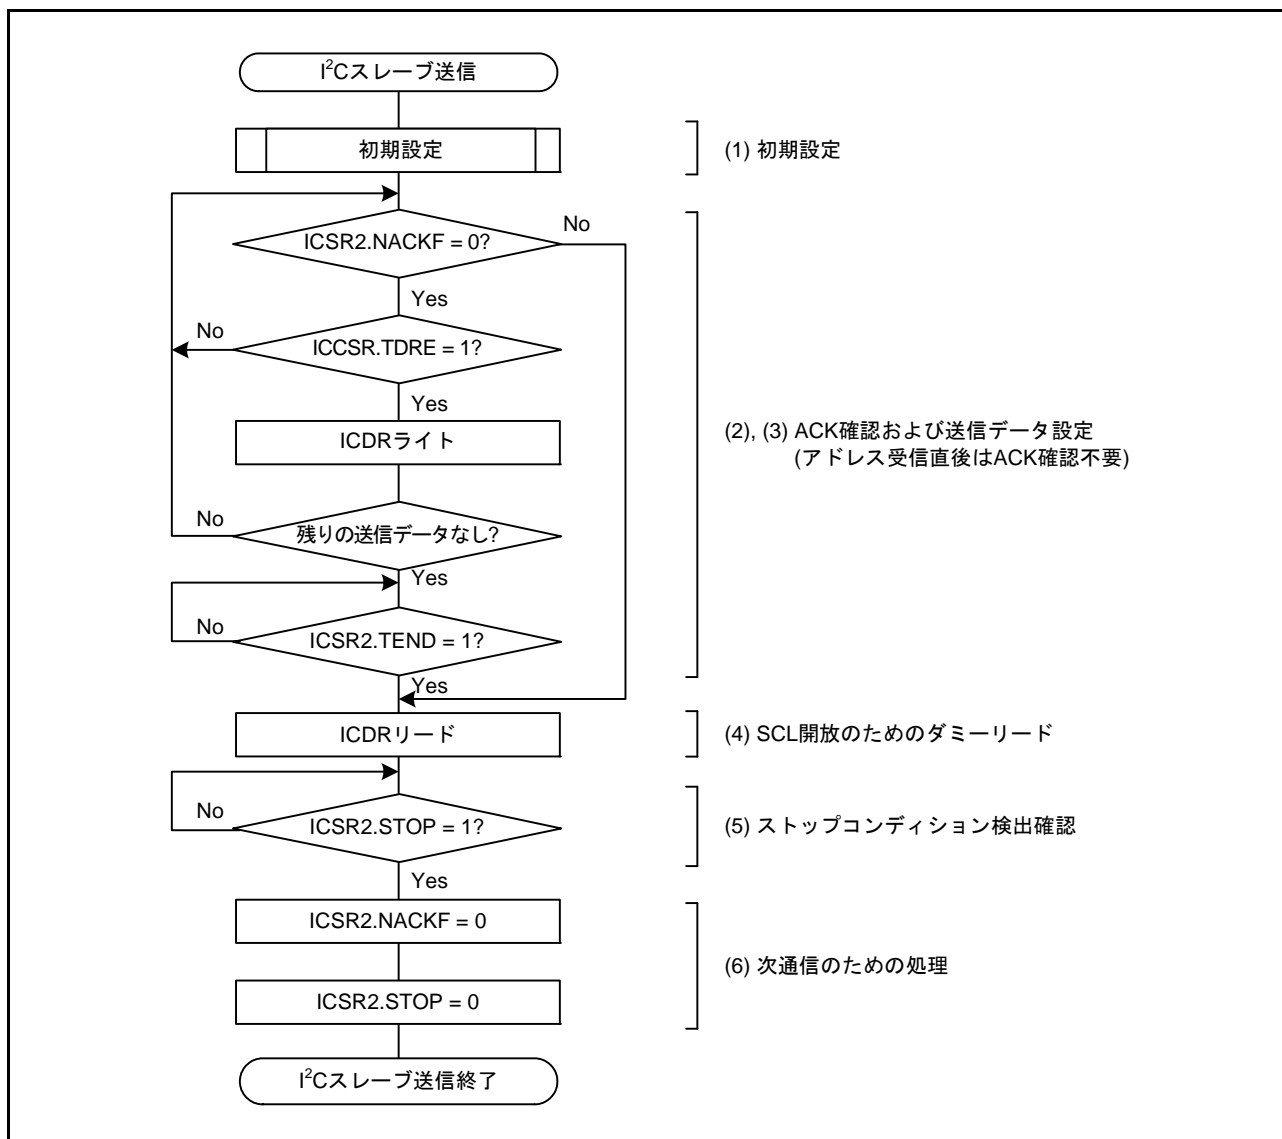 I²Cスレーブ送信
初期設定
(1) 初期設定
ICSR2.NACKF = 0?
No
Yes
No
ICCSR.TDRE = 1?
Yes
ICDRライト
(2), (3) ACK確認および送信データ設定
(アドレス受信直後はACK確認不要)
No
残りの送信データなし?
Yes
No
ICSR2.TEND = 1?
Yes
ICDRリード
(4) SCL開放のためのダミーリード
No
ICSR2.STOP = 1?
(5) ストップコンディション検出確認
Yes
ICSR2.NACKF = 0
(6) 次通信のための処理
ICSR2.STOP = 0
I²Cスレーブ送信終了